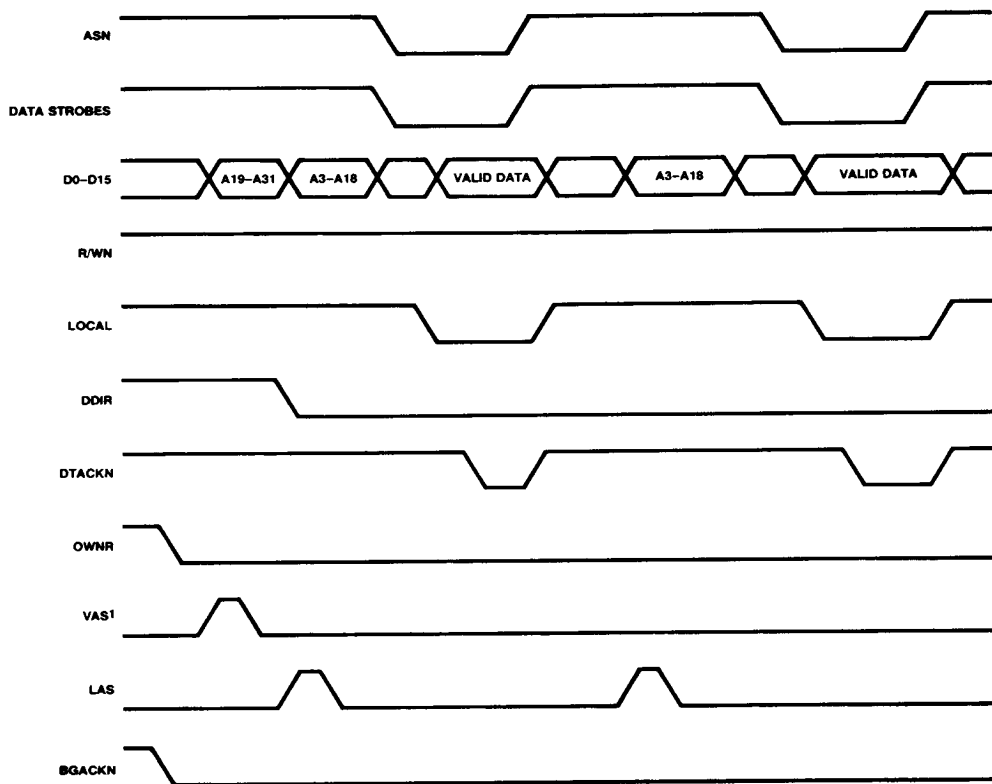 ASN
DATA STROBES
D0–D15 A19–A31 A3–A18 VALID DATA A3–A18 VALID DATA
R/WN
LOCAL
DDIR
DTACKN
OWNR
VAS¹
LAS
BGACKN